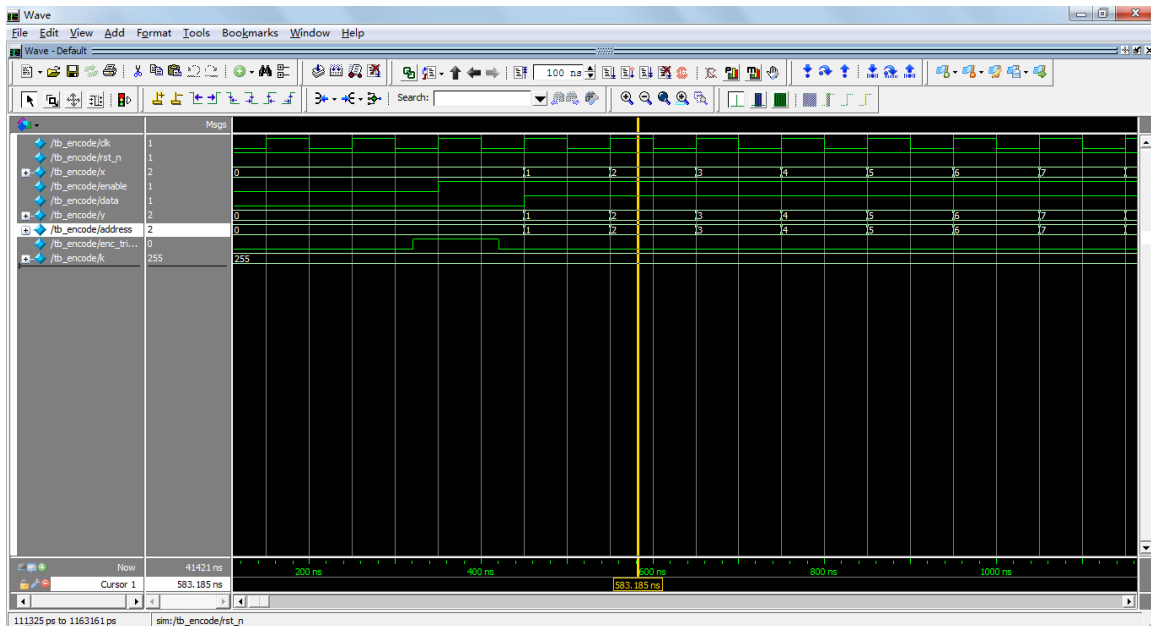 Wave
File Edit View Add Format Tools Bookmarks Window Help
Wave - Default
100 ns
Search:
Msgs
/tb_encode/clk 1
/tb_encode/rst_n 1
/tb_encode/x 2 0 1 2 3 4 5 6 7
/tb_encode/enable 1
/tb_encode/data 1
/tb_encode/y 2 0 1 2 3 4 5 6 7
/tb_encode/address 2 0 1 2 3 4 5 6 7
/tb_encode/enc_tri... 0
/tb_encode/k 255 255
Now 41421 ns 200 ns 400 ns 600 ns 800 ns 1000 ns
Cursor 1 583.185 ns 583.185 ns
111325 ps to 1163161 ps sim:/tb_encode/rst_n